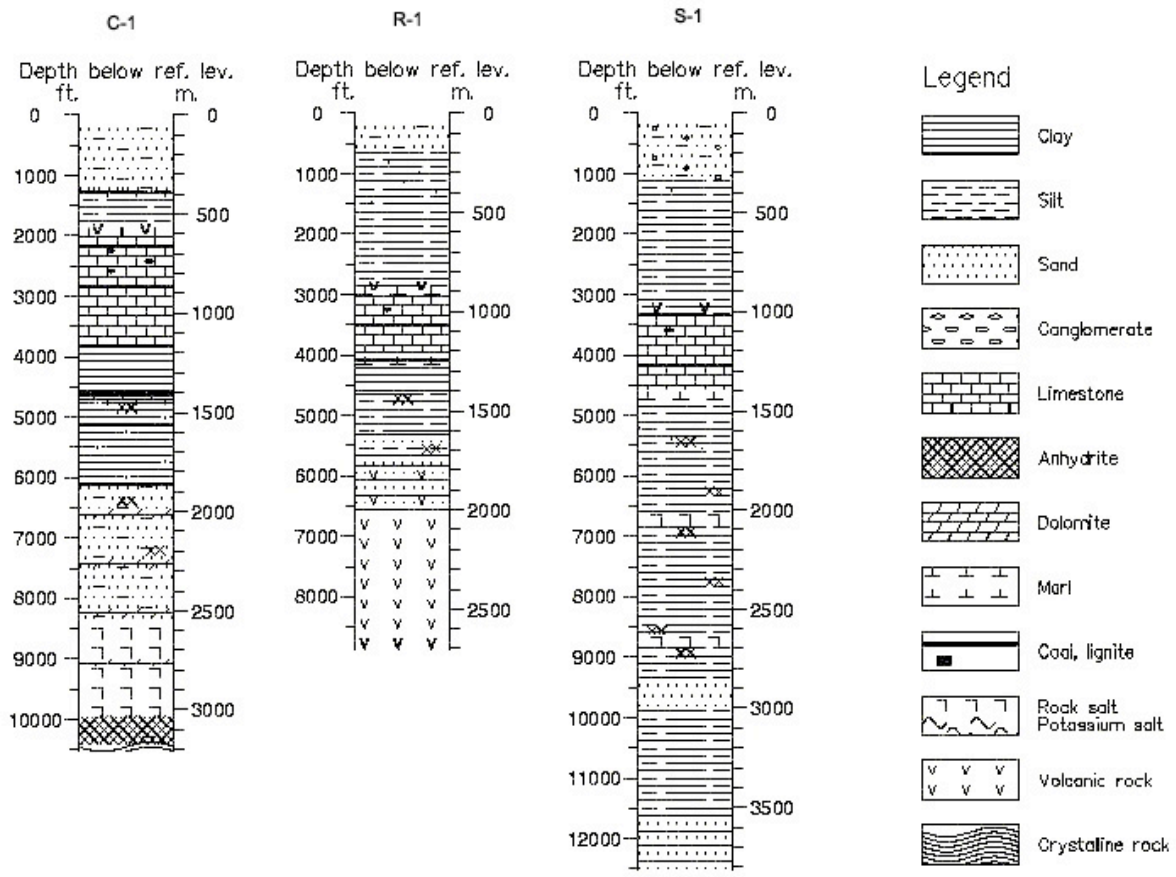 C-1
Depth below ref. lev.
ft. m.
0 0
1000
500
2000
3000
1000
4000
5000
1500
6000
2000
7000
8000
2500
9000
10000
3000
R-1
Depth below ref. lev.
ft. m.
0 0
1000
500
2000
3000
1000
4000
5000
1500
6000
2000
7000
8000
2500
S-1
Depth below ref. lev.
ft. m.
0 0
1000
500
2000
3000
1000
4000
5000
1500
6000
2000
7000
8000
2500
9000
10000
3000
11000
3500
12000
Legend
Clay
Silt
Sand
Conglomerate
Limestone
Anhydrite
Dolomite
Marl
Coal, lignite
Rock salt
Potassium salt
Volcanic rock
Crystaline rock